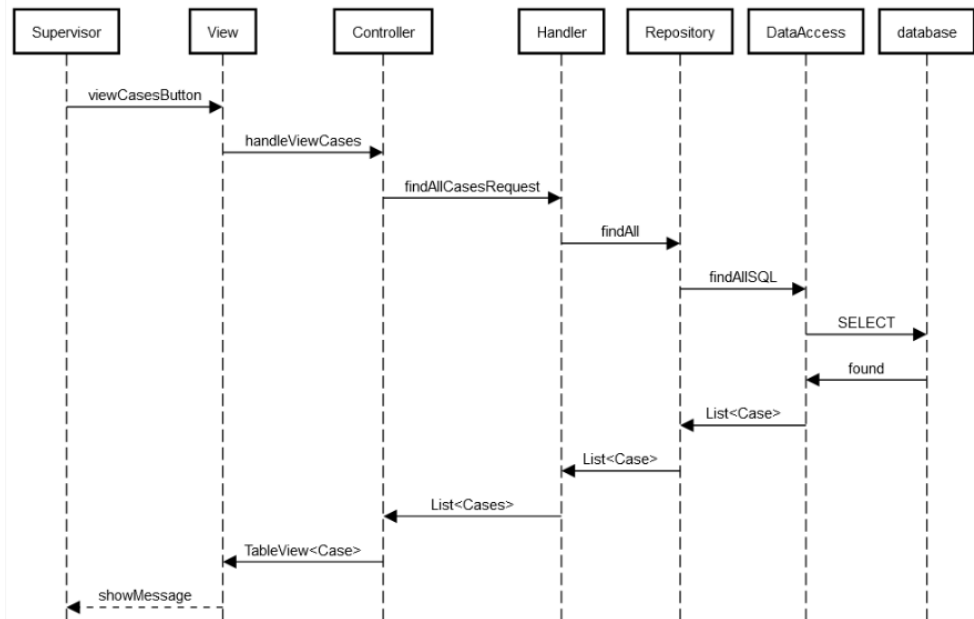 Supervisor
View
Controller
Handler
Repository
DataAccess
database
viewCasesButton
handleViewCases
findAllCasesRequest
findAll
findAllSQL
SELECT
found
List<Case>
List<Case>
List<Cases>
TableView<Case>
showMessage